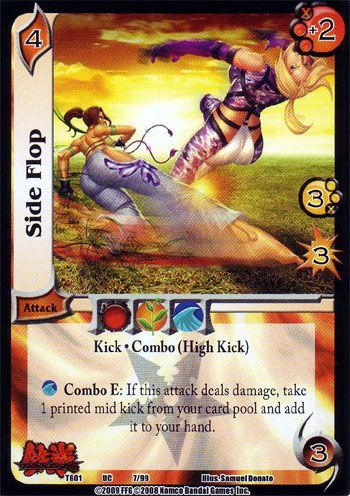 4
+2
Side Flop
3
3
Attack
Kick • Combo (High Kick)
Combo E: If this attack deals damage, take
1 printed mid kick from your card pool and add
it to your hand.
3
T601 UC 7/99 Illus. Samuel Donato
©2009 FFG ©2008 Namco Bandai Games Inc.